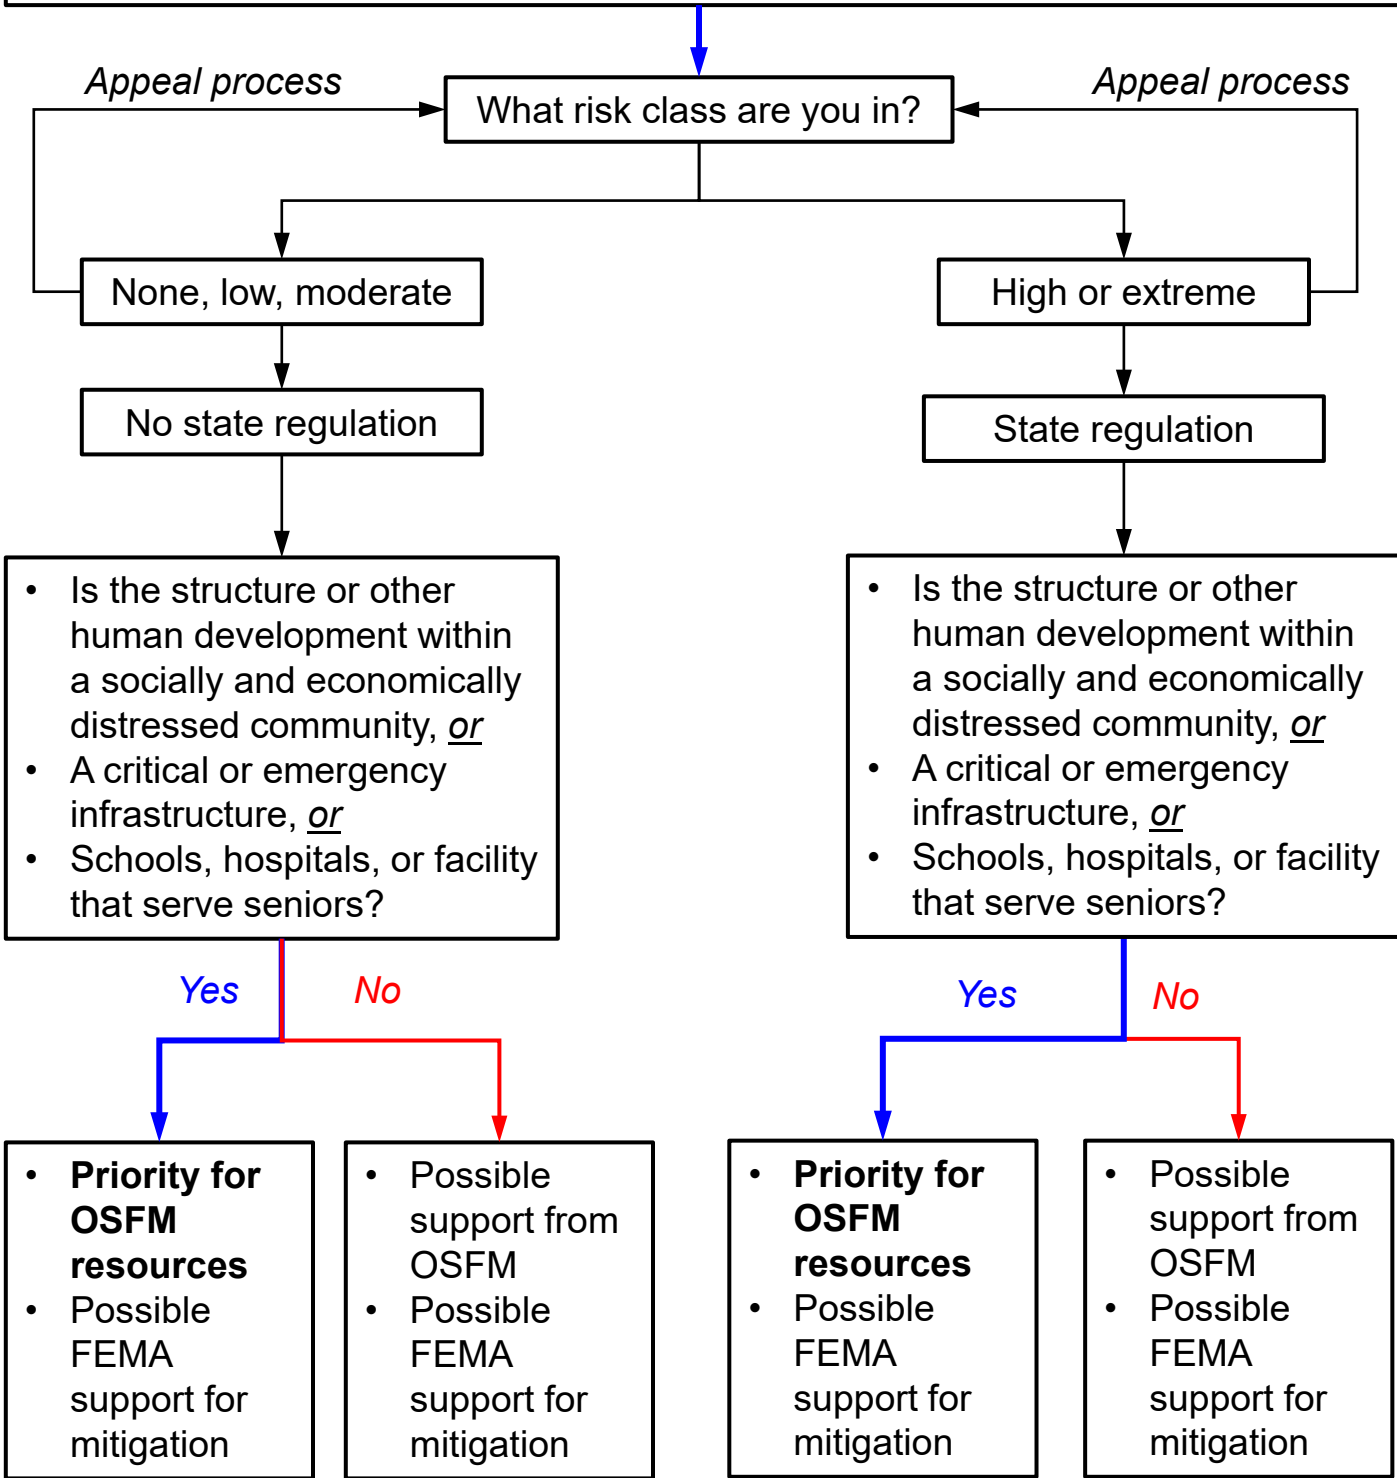 Appeal process
Appeal process
What risk class are you in?
None, low, moderate
High or extreme
No state regulation
State regulation
• Is the structure or other
human development within
a socially and economically
distressed community, or
• A critical or emergency
infrastructure, or
• Schools, hospitals, or facility
that serve seniors?
• Is the structure or other
human development within
a socially and economically
distressed community, or
• A critical or emergency
infrastructure, or
• Schools, hospitals, or facility
that serve seniors?
Yes
No
Yes
No
• Priority for
OSFM
resources
• Possible
FEMA
support for
mitigation
• Possible
support from
OSFM
• Possible
FEMA
support for
mitigation
• Priority for
OSFM
resources
• Possible
FEMA
support for
mitigation
• Possible
support from
OSFM
• Possible
FEMA
support for
mitigation